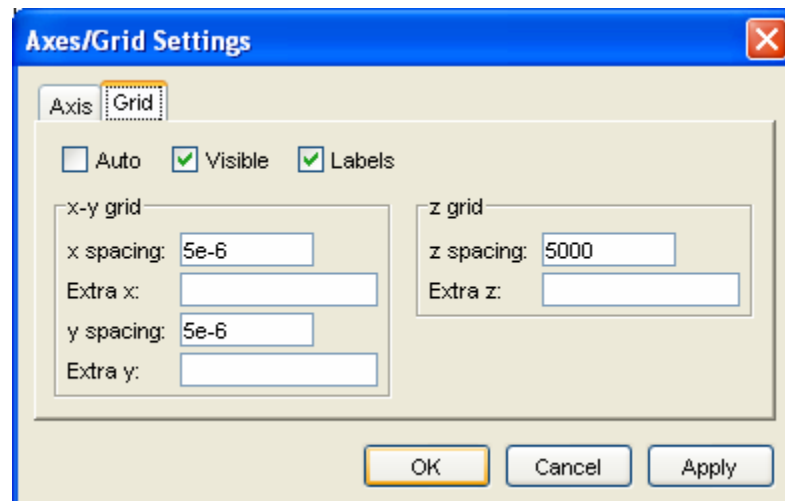 Axes/Grid Settings
Axis
Grid
Auto
Visible
Labels
x-y grid
x spacing: 5e-6
Extra x:
y spacing: 5e-6
Extra y:
z grid
z spacing: 5000
Extra z:
OK
Cancel
Apply